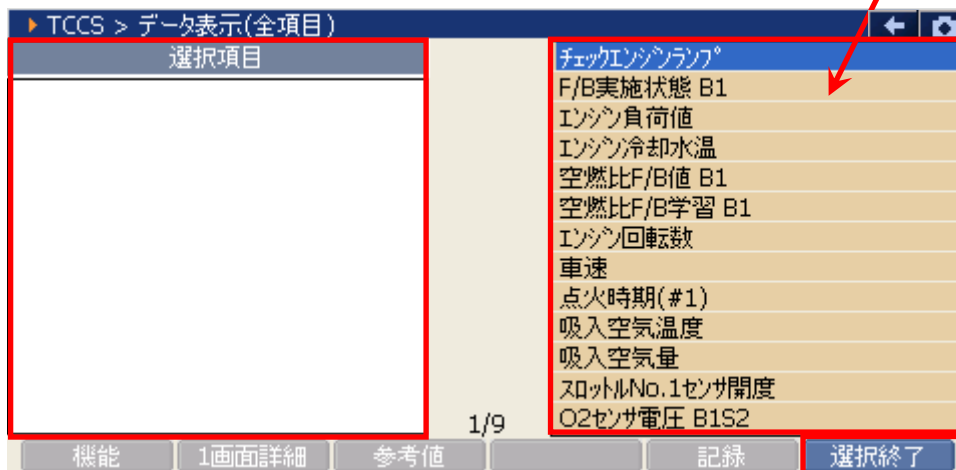 TCCS > データ表示(全項目)
選択項目
ﾁｪｯｸｴﾝｼﾞﾝﾗﾝﾌﾟ
F/B実施状態 B1
ｴﾝｼﾞﾝ負荷値
ｴﾝｼﾞﾝ冷却水温
空燃比F/B値 B1
空燃比F/B学習 B1
ｴﾝｼﾞﾝ回転数
車速
点火時期(#1)
吸入空気温度
吸入空気量
ｽﾛｯﾄﾙNo.1ｾﾝｻ開度
O2ｾﾝｻ電圧 B1S2
1/9
機能 1画面詳細 参考値 記録 選択終了